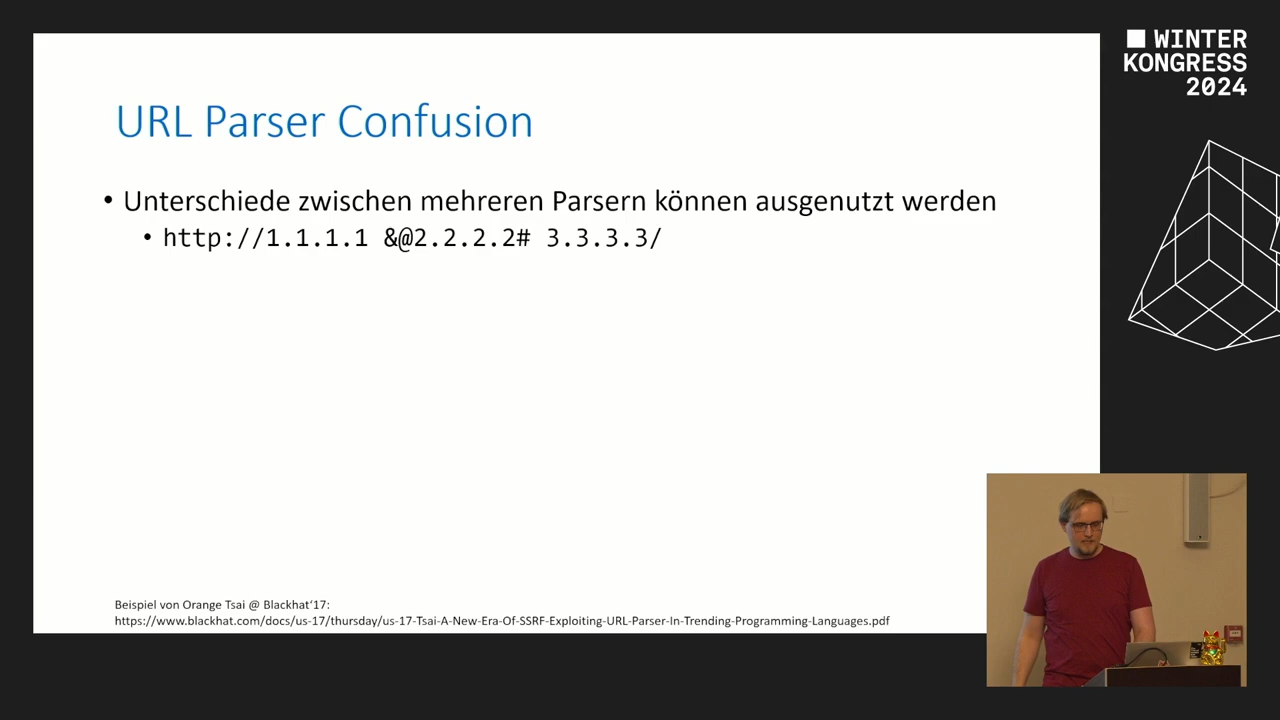 WINTER
KONGRESS
2024
URL Parser Confusion
• Unterschiede zwischen mehreren Parsern können ausgenutzt werden
• http://1.1.1.1 &@2.2.2.2# 3.3.3.3/
Beispiel von Orange Tsai @ Blackhat‘17:
https://www.blackhat.com/docs/us-17/thursday/us-17-Tsai-A-New-Era-Of-SSRF-Exploiting-URL-Parser-In-Trending-Programming-Languages.pdf